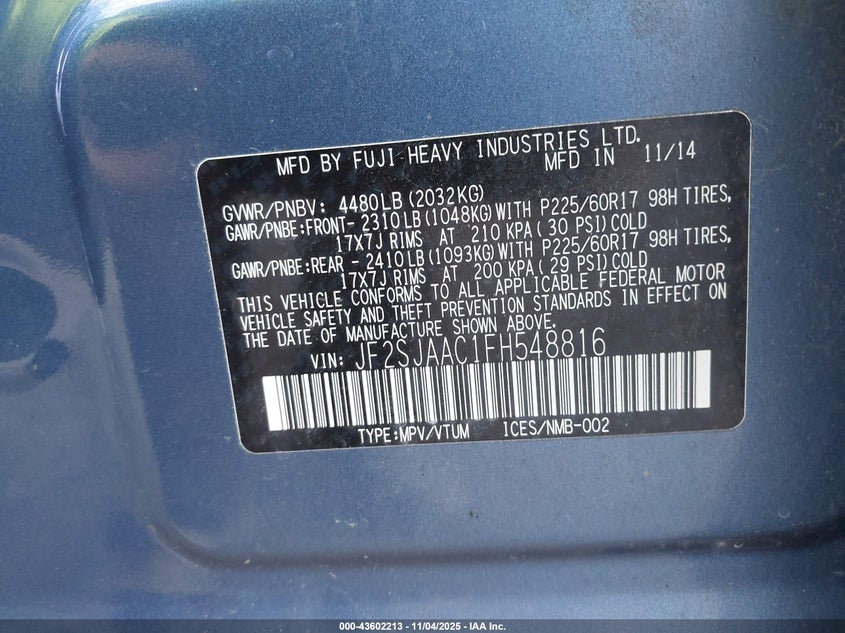 MFD BY FUJI HEAVY INDUSTRIES LTD.
MFD IN 11/14
GVWR/PNBV: 4480LB (2032KG)
GAWR/PNBE:FRONT- 2310LB (1048KG) WITH P225/60R17 98H TIRES,
17X7J RIMS AT 210 KPA ( 30 PSI) COLD
GAWR/PNBE:REAR - 2410LB (1093KG) WITH P225/60R17 98H TIRES,
17X7J RIMS AT 200 KPA ( 29 PSI) COLD
THIS VEHICLE CONFORMS TO ALL APPLICABLE FEDERAL MOTOR
VEHICLE SAFETY AND THEFT PREVENTION STANDARDS IN EFFECT ON
THE DATE OF MANUFACTURE SHOWN ABOVE.
VIN: JF2SJAAC1FH548816
TYPE:MPV/VTUM ICES/NMB-002
000-43602213 - 11/04/2025 - IAA Inc.